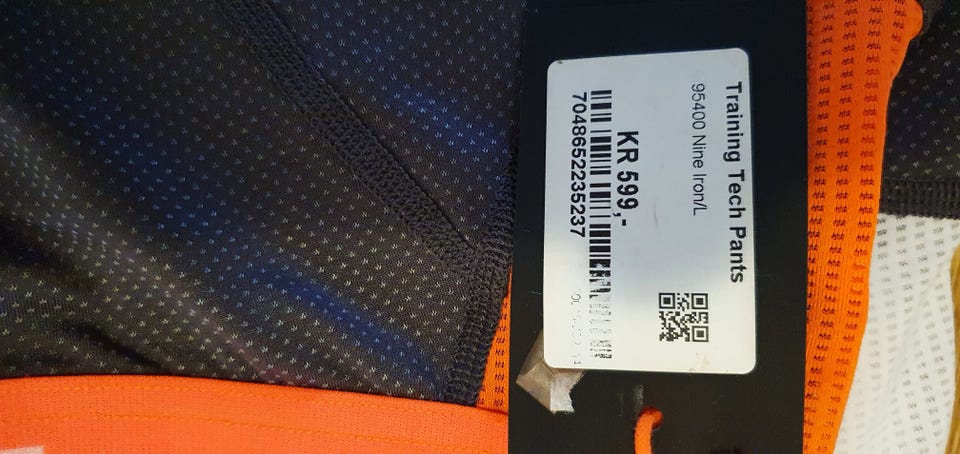 Training Tech Pants
95400 Nine Iron/L
KR 599,-
7048652235237